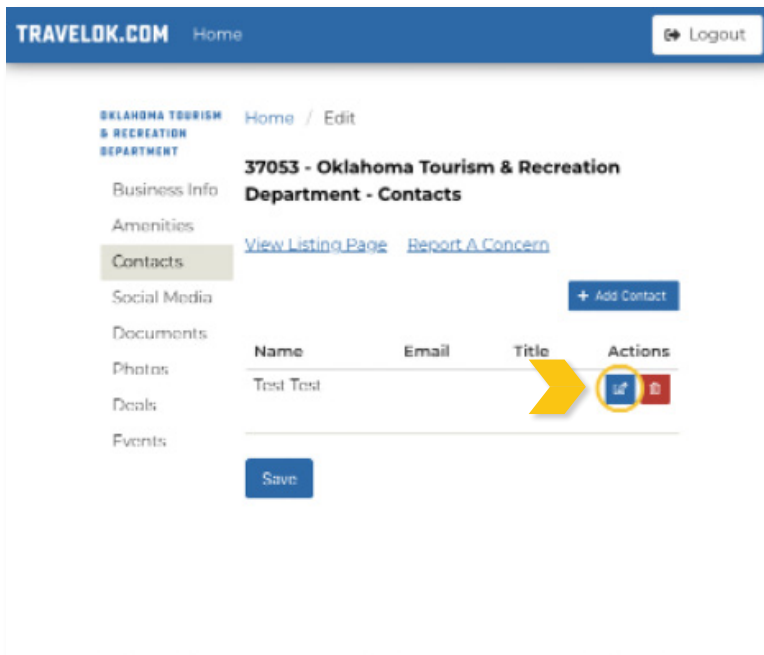 TRAVELOK.COM Home Logout
OKLAHOMA TOURISM
& RECREATION
DEPARTMENT
Business Info
Amenities
Contacts
Social Media
Documents
Photos
Deals
Events
Home / Edit
37053 - Oklahoma Tourism & Recreation
Department - Contacts
View Listing Page Report A Concern
+ Add Contact
Name Email Title Actions
Test Test
Save